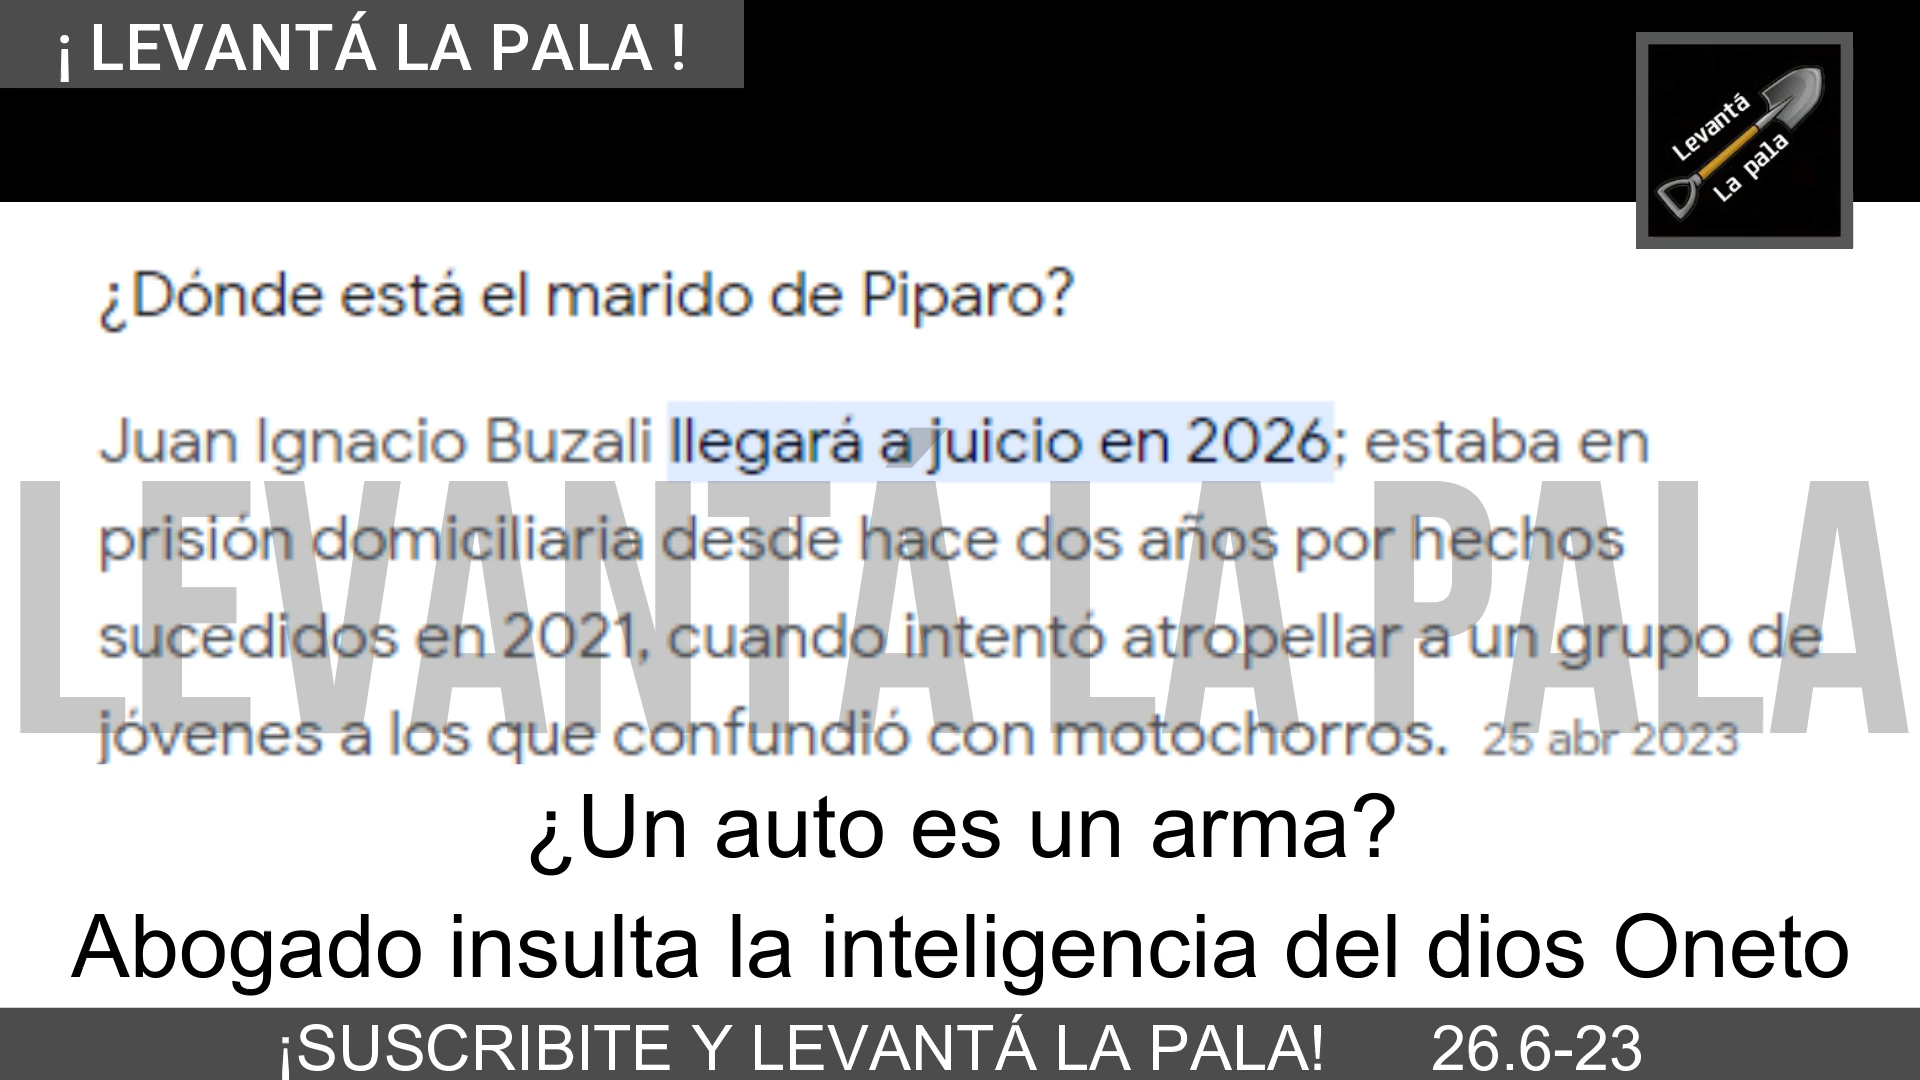 ¡ LEVANTÁ LA PALA !
Levantá
La pala
¿Dónde está el marido de Piparo?
Juan Ignacio Buzali llegará a juicio en 2026; estaba en
prisión domiciliaria desde hace dos años por hechos
sucedidos en 2021, cuando intentó atropellar a un grupo de
jóvenes a los que confundió con motochorros. 25 abr 2023
LEVANTÁ LA PALA
¿Un auto es un arma?
Abogado insulta la inteligencia del dios Oneto
¡SUSCRIBITE Y LEVANTÁ LA PALA! 26.6-23